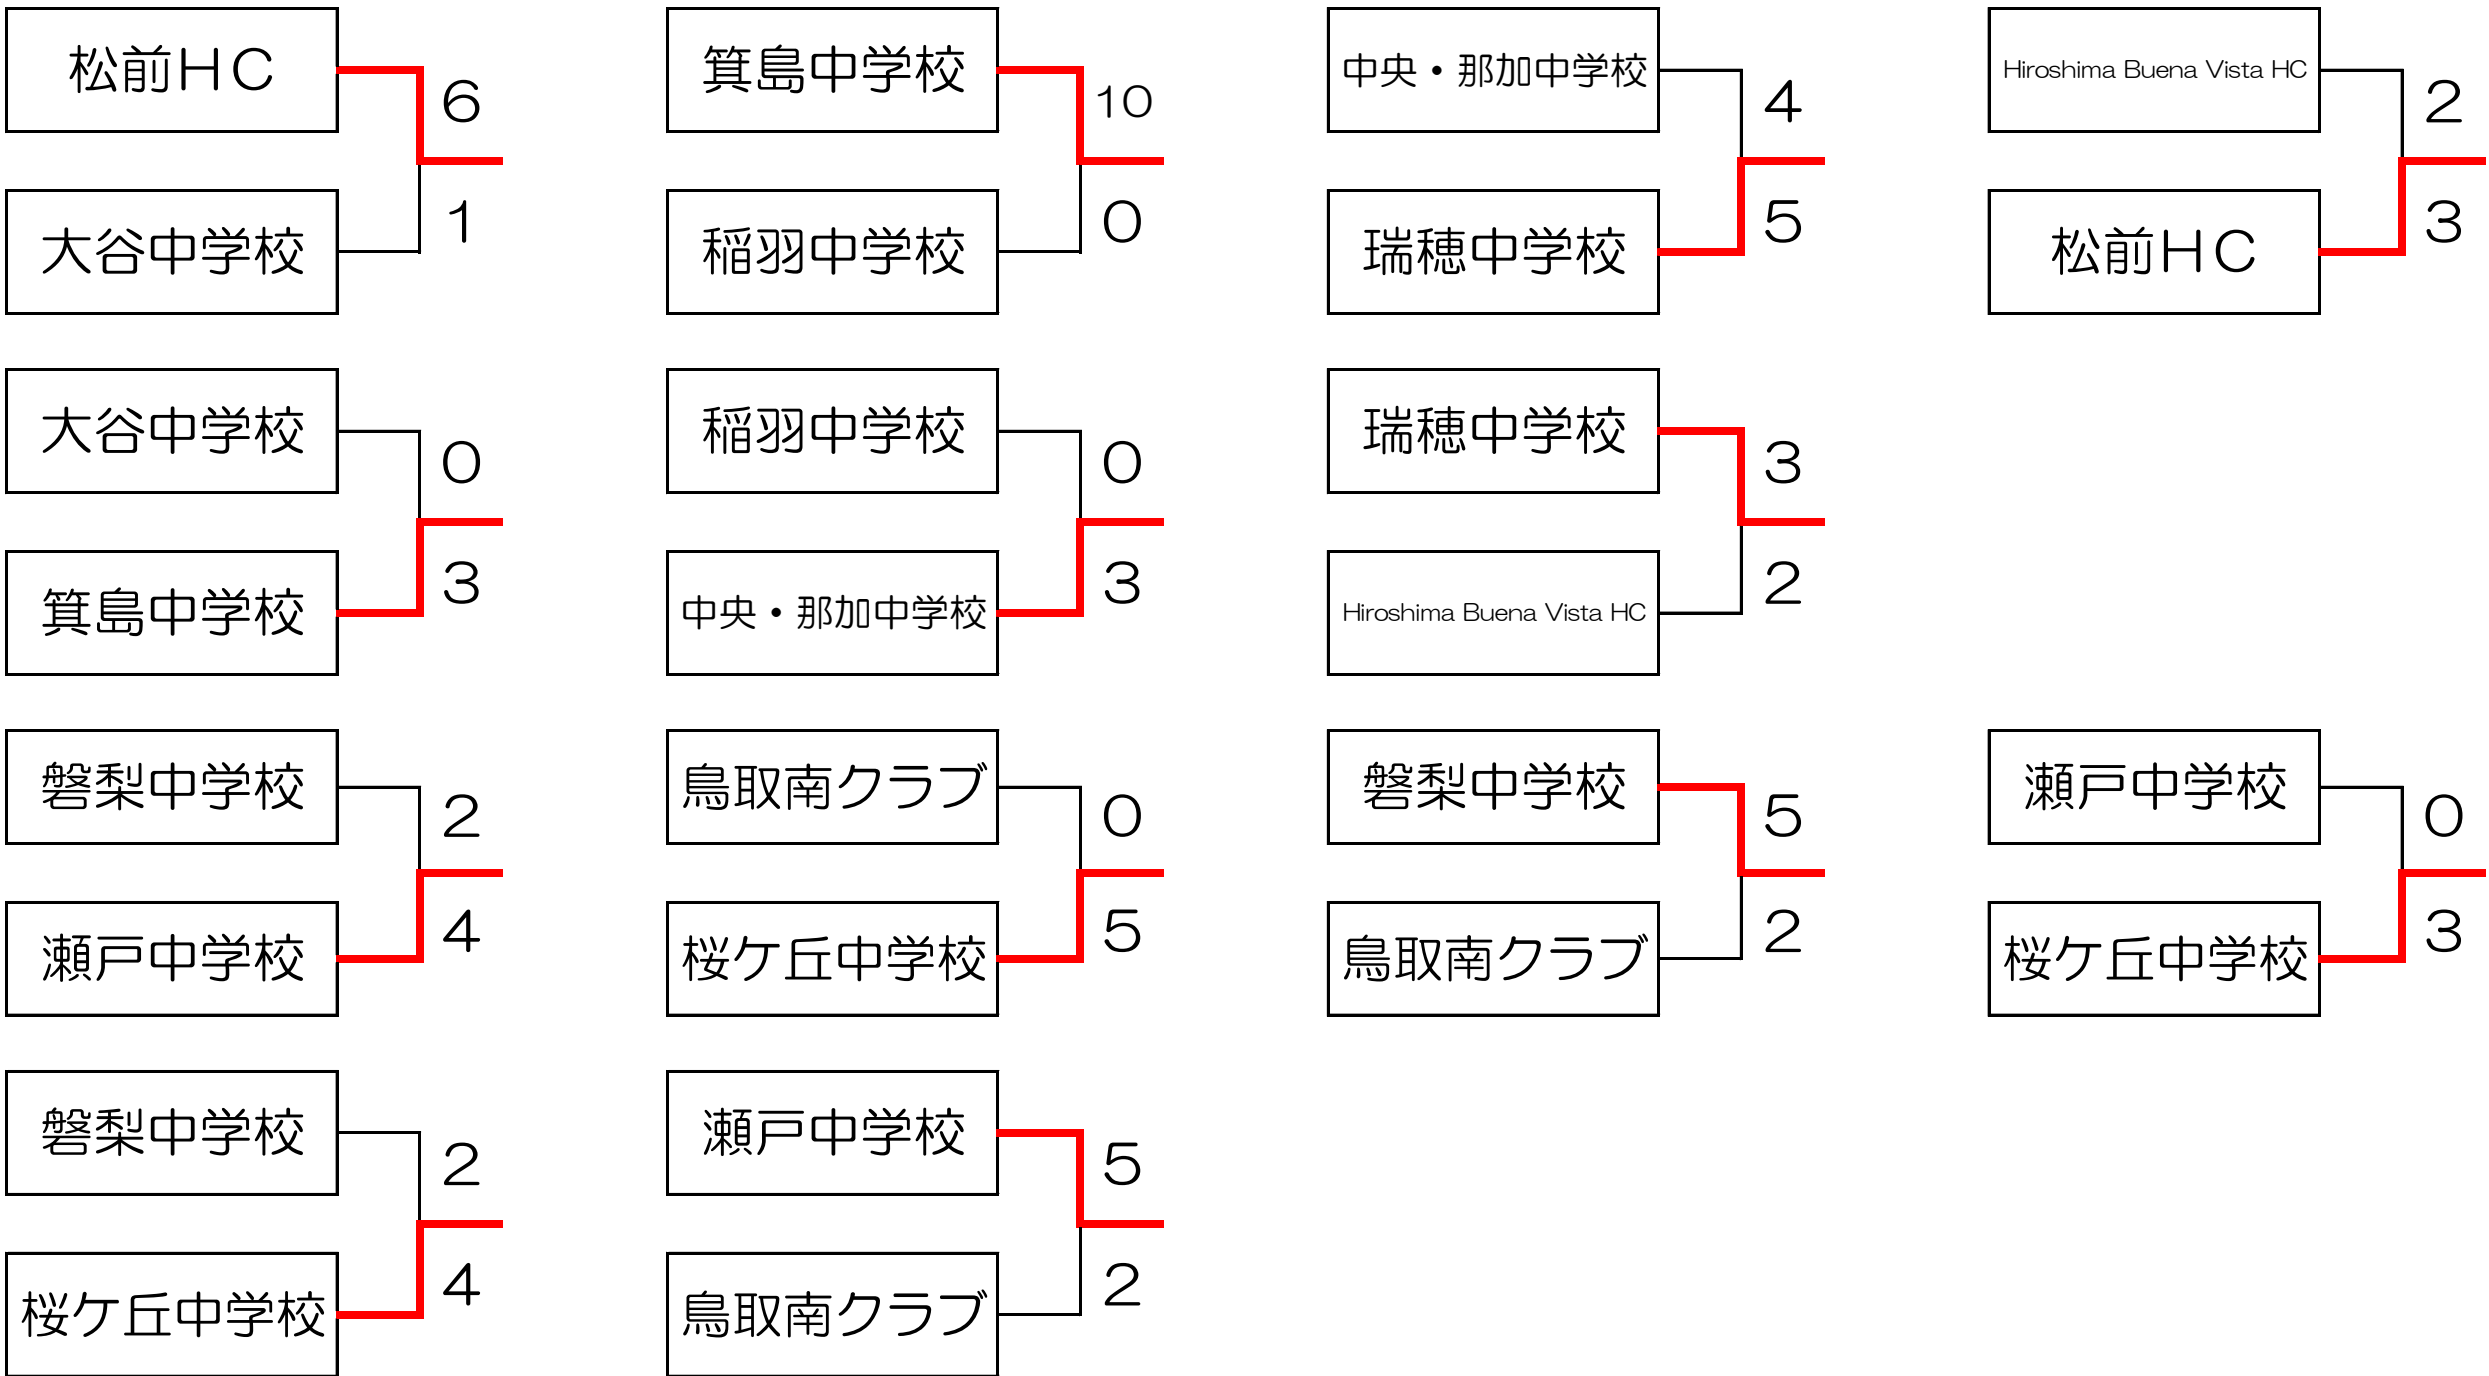 松前ＨＣ
6
1
大谷中学校
箕島中学校
10
0
稲羽中学校
中央・那加中学校
4
5
瑞穂中学校
Hiroshima Buena Vista HC
2
3
松前ＨＣ
大谷中学校
0
3
箕島中学校
稲羽中学校
0
3
中央・那加中学校
瑞穂中学校
3
2
Hiroshima Buena Vista HC
磐梨中学校
2
4
瀬戸中学校
鳥取南クラブ
0
5
桜ケ丘中学校
磐梨中学校
5
2
鳥取南クラブ
瀬戸中学校
0
3
桜ケ丘中学校
磐梨中学校
2
4
桜ケ丘中学校
瀬戸中学校
5
2
鳥取南クラブ